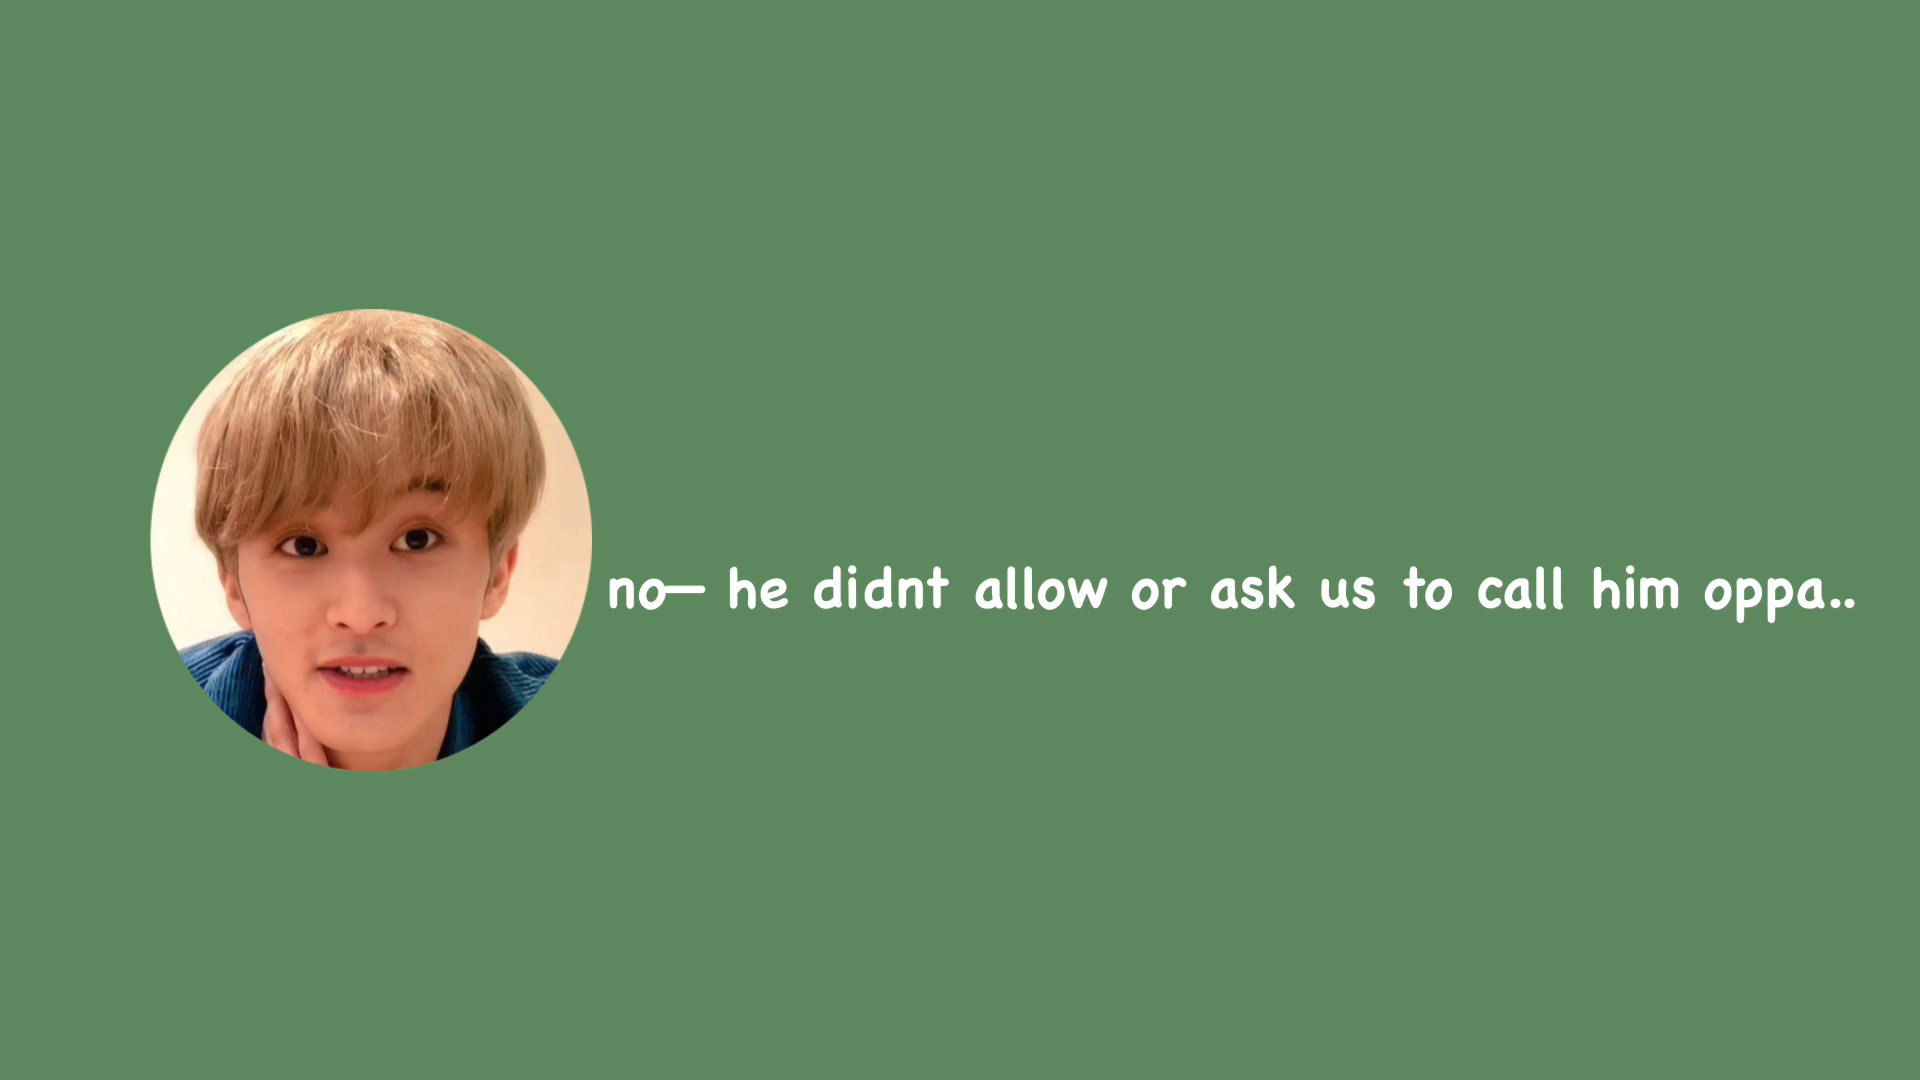 no— he didnt allow or ask us to call him oppa..